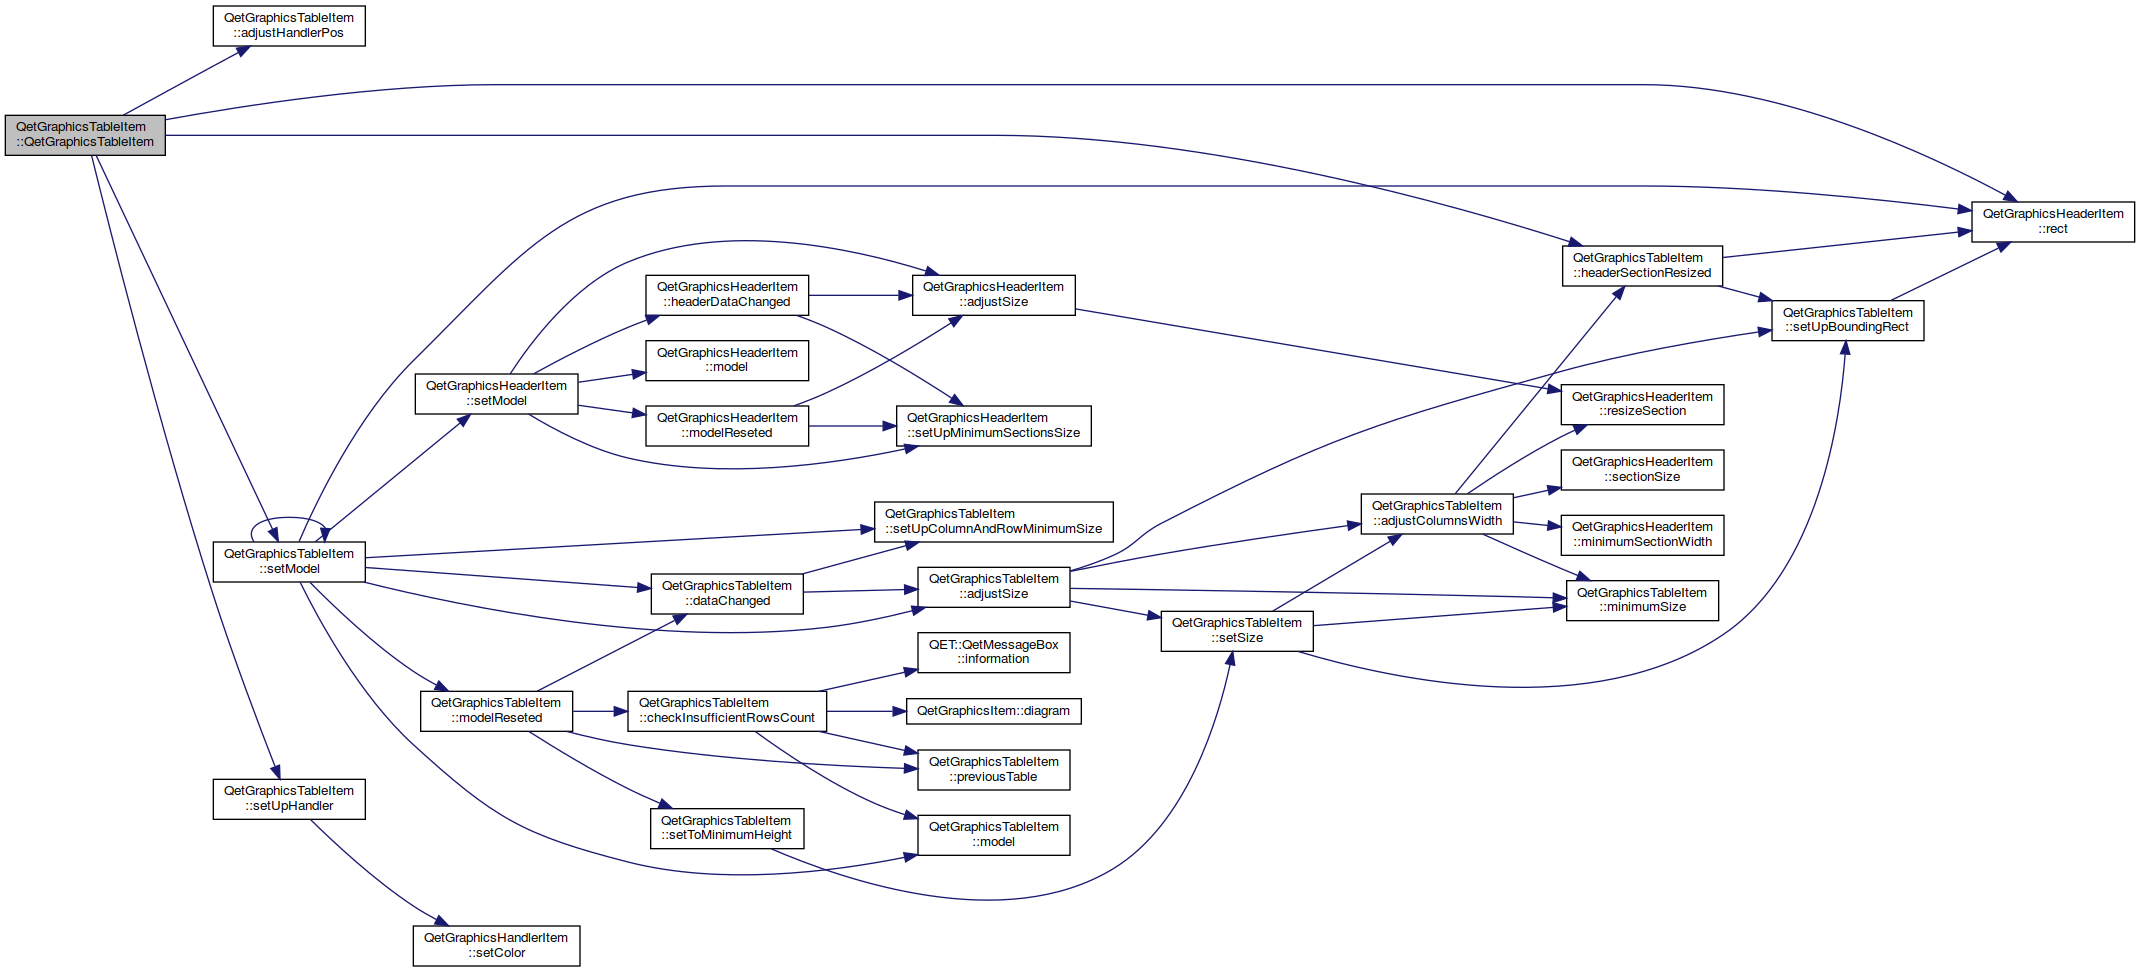 QetGraphicsTableItem
::adjustHandlerPos
QetGraphicsTableItem
::QetGraphicsTableItem
QetGraphicsHeaderItem
::rect
QetGraphicsTableItem
::headerSectionResized
QetGraphicsHeaderItem
::headerDataChanged
QetGraphicsHeaderItem
::adjustSize
QetGraphicsTableItem
::setUpBoundingRect
QetGraphicsHeaderItem
::model
QetGraphicsHeaderItem
::setModel
QetGraphicsHeaderItem
::resizeSection
QetGraphicsHeaderItem
::modelReseted
QetGraphicsHeaderItem
::setUpMinimumSectionsSize
QetGraphicsHeaderItem
::sectionSize
QetGraphicsTableItem
::adjustColumnsWidth
QetGraphicsTableItem
::setUpColumnAndRowMinimumSize
QetGraphicsHeaderItem
::minimumSectionWidth
QetGraphicsTableItem
::setModel
QetGraphicsTableItem
::dataChanged
QetGraphicsTableItem
::adjustSize
QetGraphicsTableItem
::minimumSize
QetGraphicsTableItem
::setSize
QET::QetMessageBox
::information
QetGraphicsTableItem
::modelReseted
QetGraphicsTableItem
::checkInsufficientRowsCount
QetGraphicsItem::diagram
QetGraphicsTableItem
::previousTable
QetGraphicsTableItem
::setUpHandler
QetGraphicsTableItem
::setToMinimumHeight
QetGraphicsTableItem
::model
QetGraphicsHandlerItem
::setColor